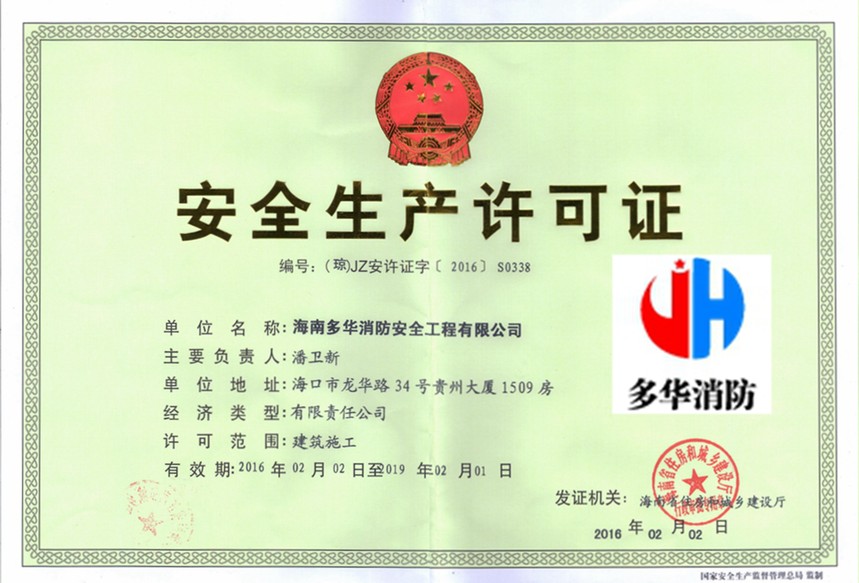 安全生产许可证
编号：(琼)JZ安许证字〔 2016〕 S0338
单位名称：海南多华消防安全工程有限公司
主要负责人：潘卫新
单位地址：海口市龙华路34号贵州大厦1509房
经济类型：有限责任公司
许可范围：建筑施工
有效期：2016年02月02日至2019年02月01日
多华消防
发证机关：海南省住房和城乡建设厅
2016年02月02日
国家安全生产监督管理总局 监制